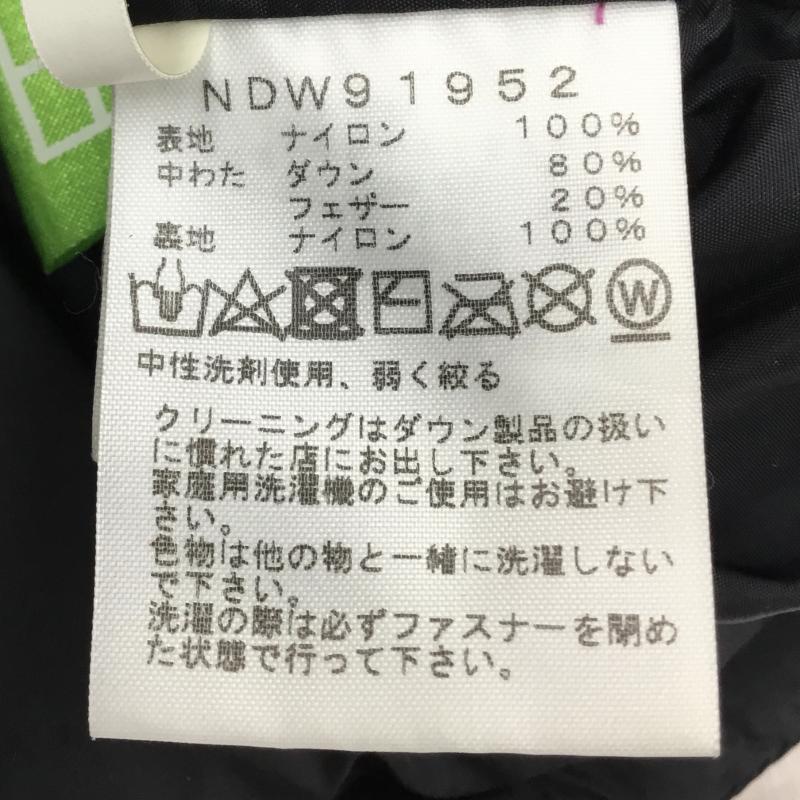 NDW91952
表地 ナイロン 100%
中わた ダウン 80%
フェザー 20%
裏地 ナイロン 100%
W
中性洗剤使用、弱く絞る
クリーニングはダウン製品の扱い
に慣れた店にお出し下さい。
家庭用洗濯機のご使用はお避け下
さい。
色物は他の物と一緒に洗濯しない
で下さい。
洗濯の際は必ずファスナーを閉め
た状態で行って下さい。